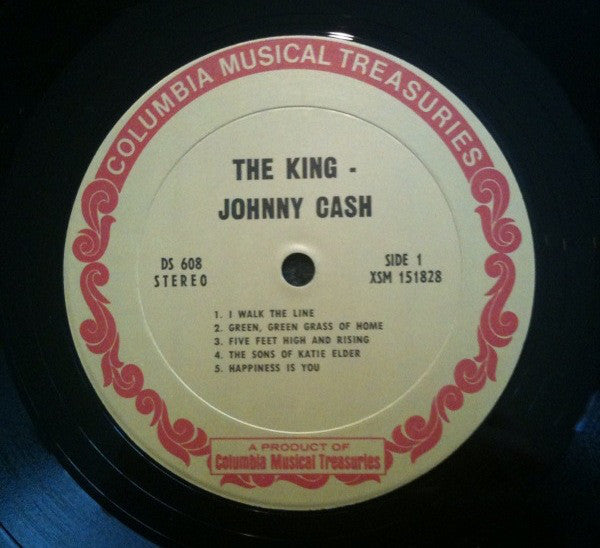 COLUMBIA MUSICAL TREASURIES
THE KING -
JOHNNY CASH
DS 608
STEREO
SIDE 1
XSM 151828
1. I WALK THE LINE
2. GREEN, GREEN GRASS OF HOME
3. FIVE FEET HIGH AND RISING
4. THE SONS OF KATIE ELDER
5. HAPPINESS IS YOU
A PRODUCT OF
Columbia Musical Treasuries